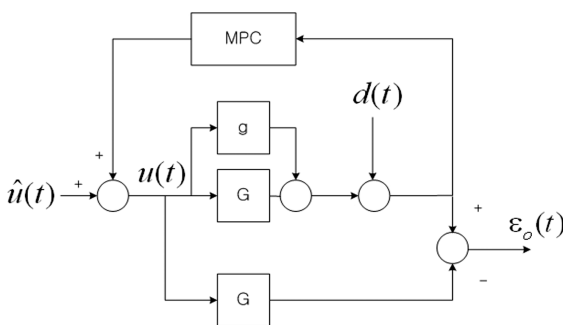 MPC
d(t)
g
+
û(t)
+
u(t)
G
+
ε_o(t)
G
−